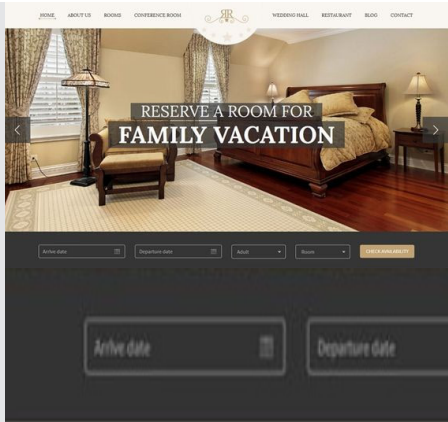 HOME ABOUT US ROOMS CONFERENCE ROOM WEDDING HALL RESTAURANT BLOG CONTACT
RESERVE A ROOM FOR
FAMILY VACATION
Arrive date Departure date Adult Room CHECK AVAILABILITY
Arrive date Departure date